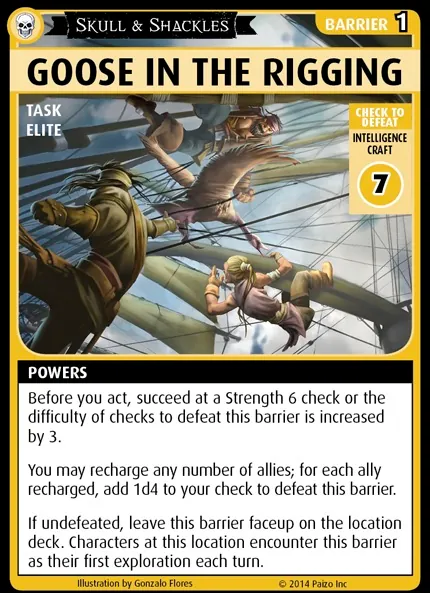 SKULL & SHACKLES
BARRIER 1
GOOSE IN THE RIGGING
TASK
ELITE
CHECK TO
DEFEAT
INTELLIGENCE
CRAFT
7
POWERS
Before you act, succeed at a Strength 6 check or the
difficulty of checks to defeat this barrier is increased
by 3.
You may recharge any number of allies; for each ally
recharged, add 1d4 to your check to defeat this barrier.
If undefeated, leave this barrier faceup on the location
deck. Characters at this location encounter this barrier
as their first exploration each turn.
Illustration by Gonzalo Flores
© 2014 Paizo Inc